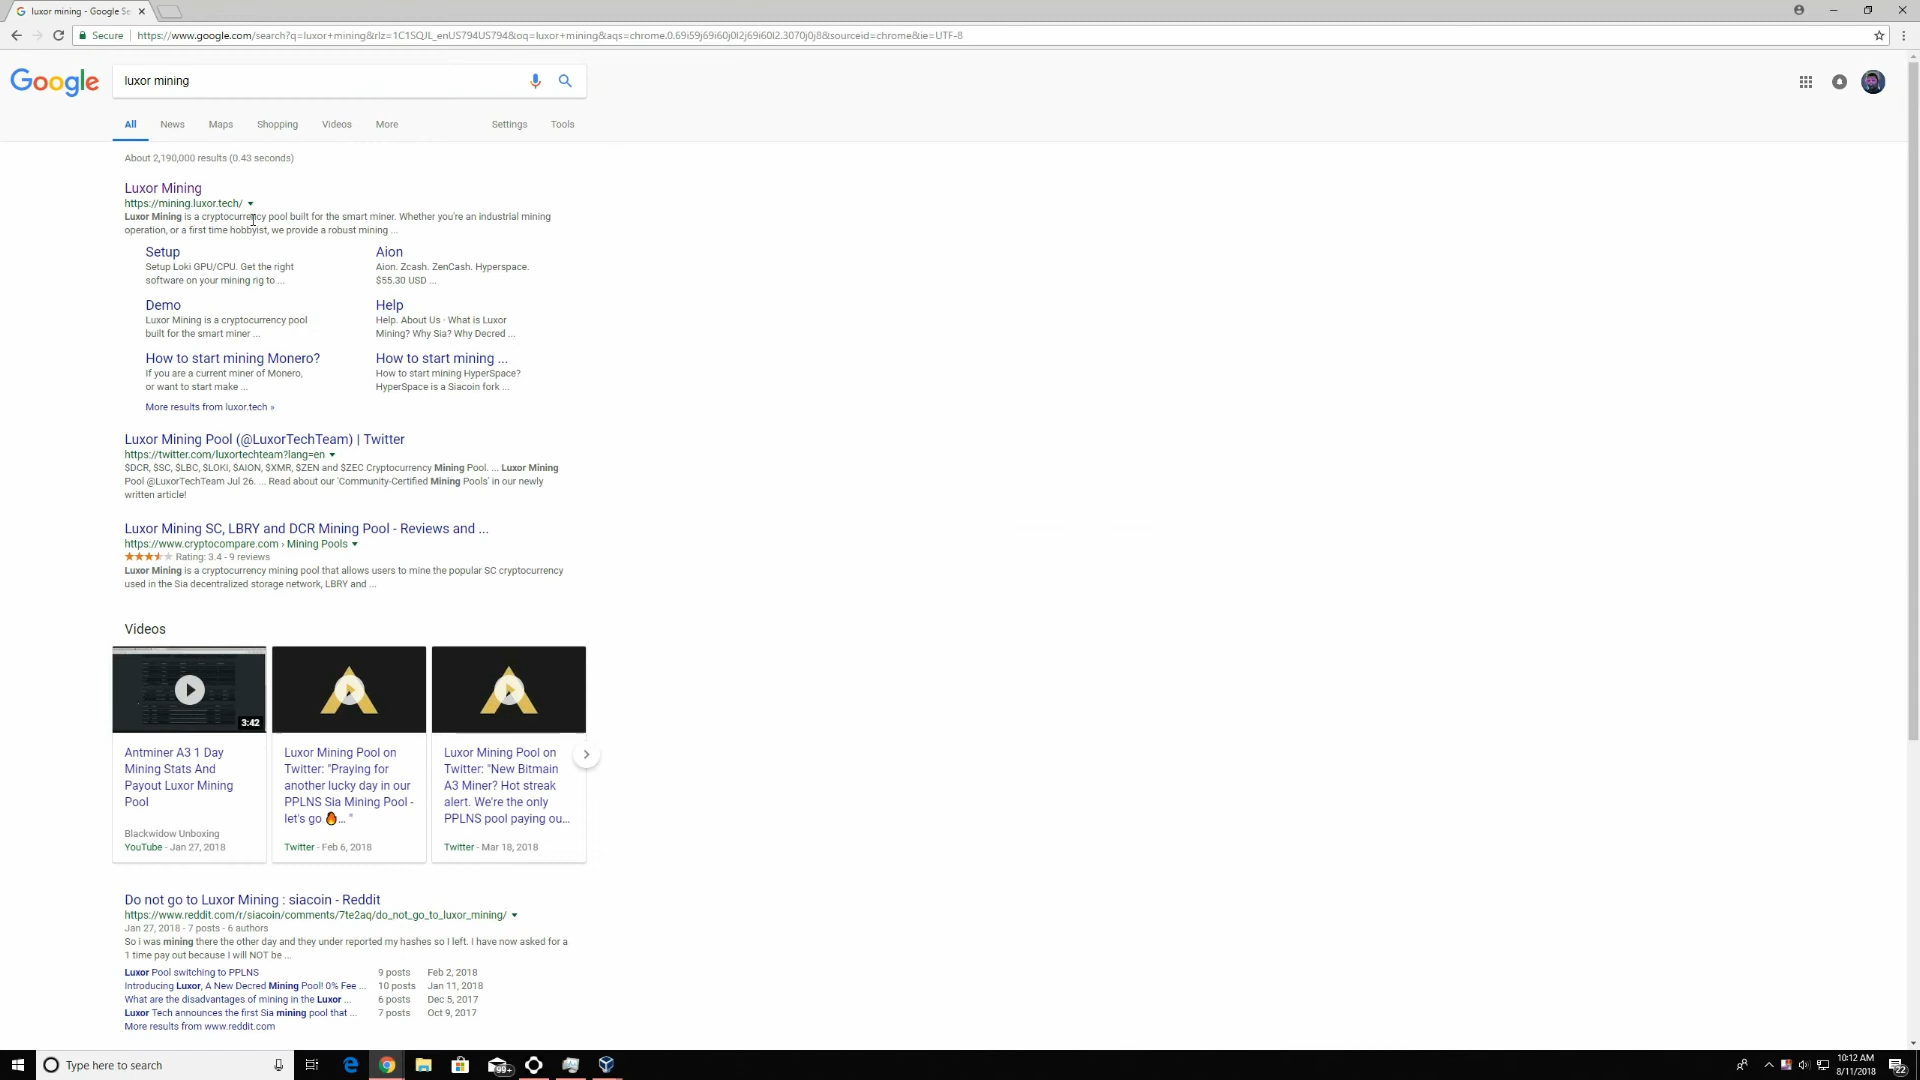 luxor mining - Google Se
Secure
https://www.google.com/search?q=luxor+mining&rlz=1C1SQJL_enUS794US794&oq=luxor+mining&aqs=chrome.0.69i59j69i60j0l2j69i60l2.3070j0j8&sourceid=chrome&ie=UTF-8
Google
luxor mining
All News Maps Shopping Videos More Settings Tools
About 2,190,000 results (0.43 seconds)
Luxor Mining
https://mining.luxor.tech/
Luxor Mining is a cryptocurrency pool built for the smart miner. Whether you're an industrial mining
operation, or a first time hobbyist, we provide a robust mining ...
Setup
Setup Loki GPU/CPU. Get the right
software on your mining rig to ...
Aion
Aion. Zcash. ZenCash. Hyperspace.
$55.30 USD ...
Demo
Luxor Mining is a cryptocurrency pool
built for the smart miner ...
Help
Help. About Us · What is Luxor
Mining? Why Sia? Why Decred ...
How to start mining Monero?
If you are a current miner of Monero,
or want to start make ...
How to start mining ...
How to start mining HyperSpace?
HyperSpace is a Siacoin fork ...
More results from luxor.tech »
Luxor Mining Pool (@LuxorTechTeam) | Twitter
https://twitter.com/luxortechteam?lang=en
$DCR, $SC, $LBC, $LOKI, $AION, $XMR, $ZEN and $ZEC Cryptocurrency Mining Pool. ... Luxor Mining
Pool @LuxorTechTeam Jul 26. ... Read about our 'Community-Certified Mining Pools' in our newly
written article!
Luxor Mining SC, LBRY and DCR Mining Pool - Reviews and ...
https://www.cryptocompare.com › Mining Pools
Rating: 3.4 - 9 reviews
Luxor Mining is a cryptocurrency mining pool that allows users to mine the popular SC cryptocurrency
used in the Sia decentralized storage network, LBRY and ...
Videos
3:42
Antminer A3 1 Day
Mining Stats And
Payout Luxor Mining
Pool
Blackwidow Unboxing
YouTube - Jan 27, 2018
Luxor Mining Pool on
Twitter: "Praying for
another lucky day in our
PPLNS Sia Mining Pool -
let's go 🔥... "
Twitter - Feb 6, 2018
Luxor Mining Pool on
Twitter: "New Bitmain
A3 Miner? Hot streak
alert. We're the only
PPLNS pool paying ou...
Twitter - Mar 18, 2018
Do not go to Luxor Mining : siacoin - Reddit
https://www.reddit.com/r/siacoin/comments/7te2aq/do_not_go_to_luxor_mining/
Jan 27, 2018 - 7 posts - 6 authors
So i was mining there the other day and they under reported my hashes so I left. I have now asked for a
1 time pay out because I will NOT be ...
Luxor Pool switching to PPLNS 9 posts Feb 2, 2018
Introducing Luxor, A New Decred Mining Pool! 0% Fee ... 10 posts Jan 11, 2018
What are the disadvantages of mining in the Luxor ... 6 posts Dec 5, 2017
Luxor Tech announces the first Sia mining pool that ... 7 posts Oct 9, 2017
More results from www.reddit.com
Type here to search
99+
10:12 AM
8/11/2018
22